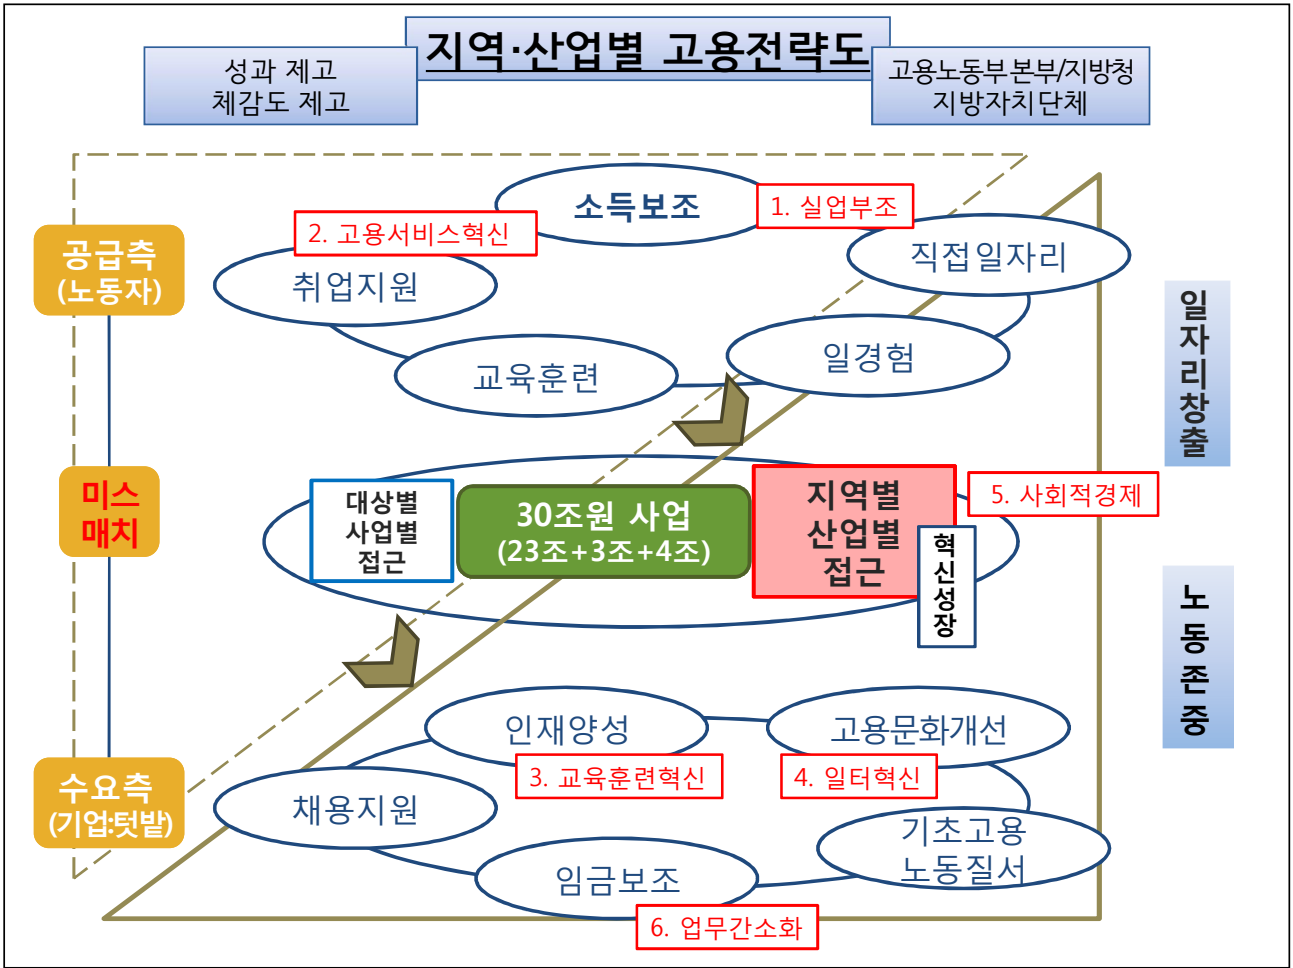 지역·산업별 고용전략도
성과 제고
체감도 제고
고용노동부 본부/지방청
지방자치단체
소득보조
1. 실업부조
2. 고용서비스혁신
공급측
(노동자)
취업지원
직접일자리
교육훈련
일경험
일자리창출
미스
매치
대상별
사업별
접근
30조원 사업
(23조+3조+4조)
지역별
산업별
접근
혁신성장
5. 사회적경제
노동존중
인재양성
고용문화개선
3. 교육훈련혁신
4. 일터혁신
수요측
(기업:텃밭)
채용지원
기초고용
노동질서
임금보조
6. 업무간소화